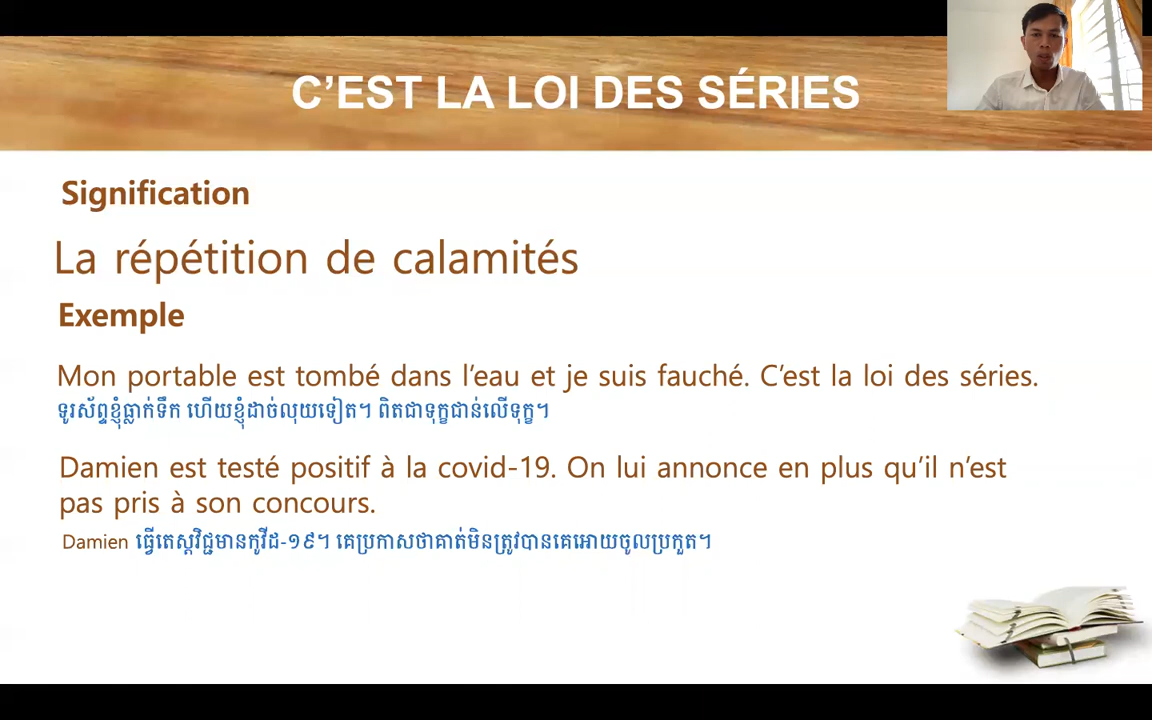 C’EST LA LOI DES SÉRIES
Signification
La répétition de calamités
Exemple
Mon portable est tombé dans l’eau et je suis fauché. C’est la loi des séries.
ទូរស័ព្ទខ្ញុំធ្លាក់ទឹក ហើយខ្ញុំដាច់លុយទៀត។ ពិតជាទុក្ខជាន់លើទុក្ខ។
Damien est testé positif à la covid-19. On lui annonce en plus qu’il n’est
pas pris à son concours.
Damien ធ្វើតេស្តវិជ្ជមានកូវីដ-១៩។ គេប្រកាសថាគាត់មិនត្រូវបានគេអោយចូលប្រកួត។